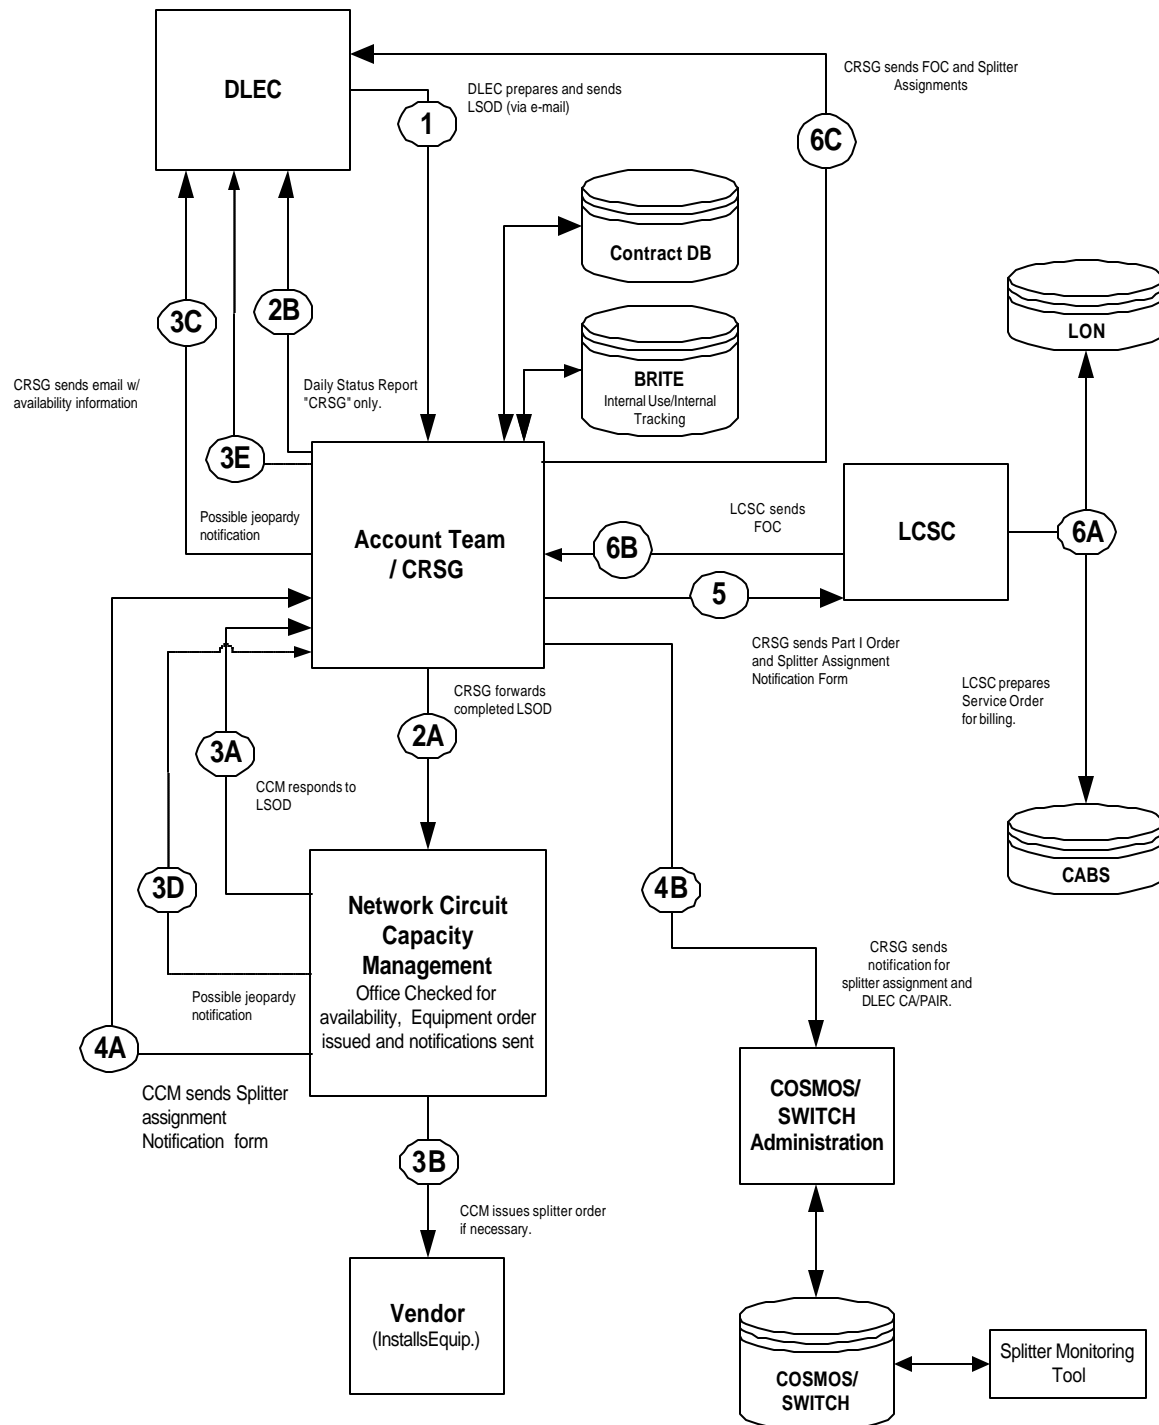 DLEC
1
DLEC prepares and sends
LSOD (via e-mail)
CRSG sends FOC and Splitter
Assignments
6C
Contract DB
3C
2B
LON
BRITE
Internal Use/Internal
Tracking
CRSG sends email w/
availability information
Daily Status Report
"CRSG" only.
3E
Possible jeopardy
notification
Account Team
/ CRSG
LCSC sends
FOC
6B
LCSC
6A
5
CRSG sends Part I Order
and Splitter Assignment
Notification Form
LCSC prepares
Service Order
for billing.
CRSG forwards
completed LSOD
2A
3A
CCM responds to
LSOD
CABS
3D
4B
Network Circuit
Capacity
Management
Office Checked for
availability, Equipment order
issued and notifications sent
Possible jeopardy
notification
4A
CRSG sends
notification for
splitter assignment and
DLEC CA/PAIR.
CCM sends Splitter
assignment
Notification form
COSMOS/
SWITCH
Administration
3B
CCM issues splitter order
if necessary.
Vendor
(InstallsEquip.)
COSMOS/
SWITCH
Splitter Monitoring
Tool